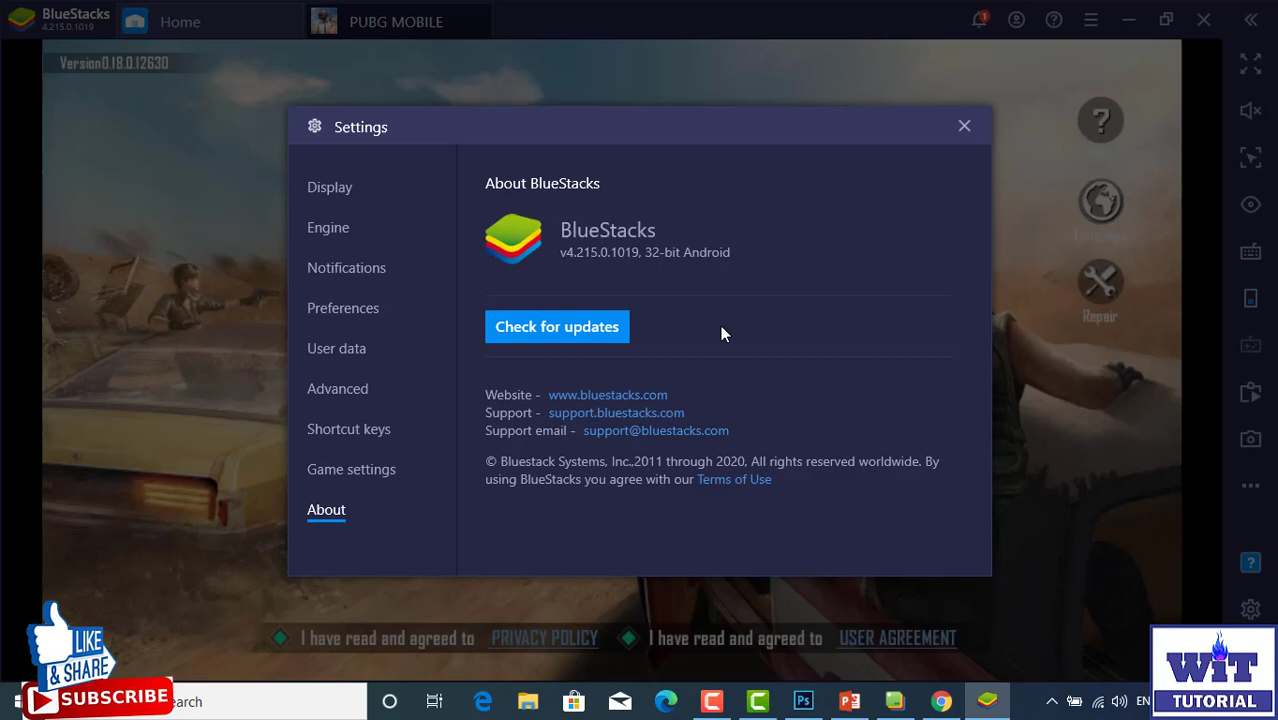 BlueStacks
4.215.0.1019
Home
PUBG MOBILE
1
Version0.18.0.12630
Settings
Display
Engine
Notifications
Preferences
User data
Advanced
Shortcut keys
Game settings
About
About BlueStacks
BlueStacks
v4.215.0.1019, 32-bit Android
Check for updates
Website - www.bluestacks.com
Support - support.bluestacks.com
Support email - support@bluestacks.com
© Bluestack Systems, Inc.,2011 through 2020, All rights reserved worldwide. By
using BlueStacks you agree with our Terms of Use
?
Repair
?
I have read and agreed to PRIVACY POLICY I have read and agreed to USER AGREEMENT
LIKE
& SHARE
SUBSCRIBE
earch
Ps
EN
WIT
TUTORIAL